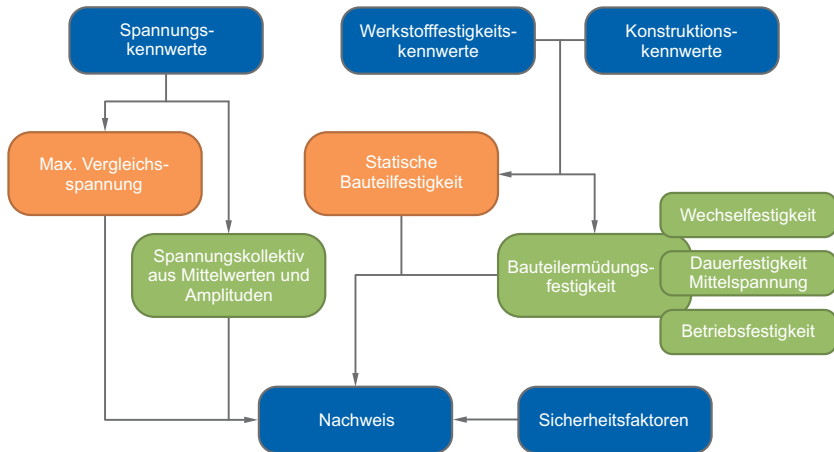 Spannungs-
kennwerte
Werkstofffestigkeits-
kennwerte
Konstruktions-
kennwerte
Max. Vergleichs-
spannung
Statische
Bauteilfestigkeit
Spannungskollektiv
aus Mittelwerten und
Amplituden
Bauteilermüdungs-
festigkeit
Wechselfestigkeit
Dauerfestigkeit
Mittelspannung
Betriebsfestigkeit
Nachweis
Sicherheitsfaktoren